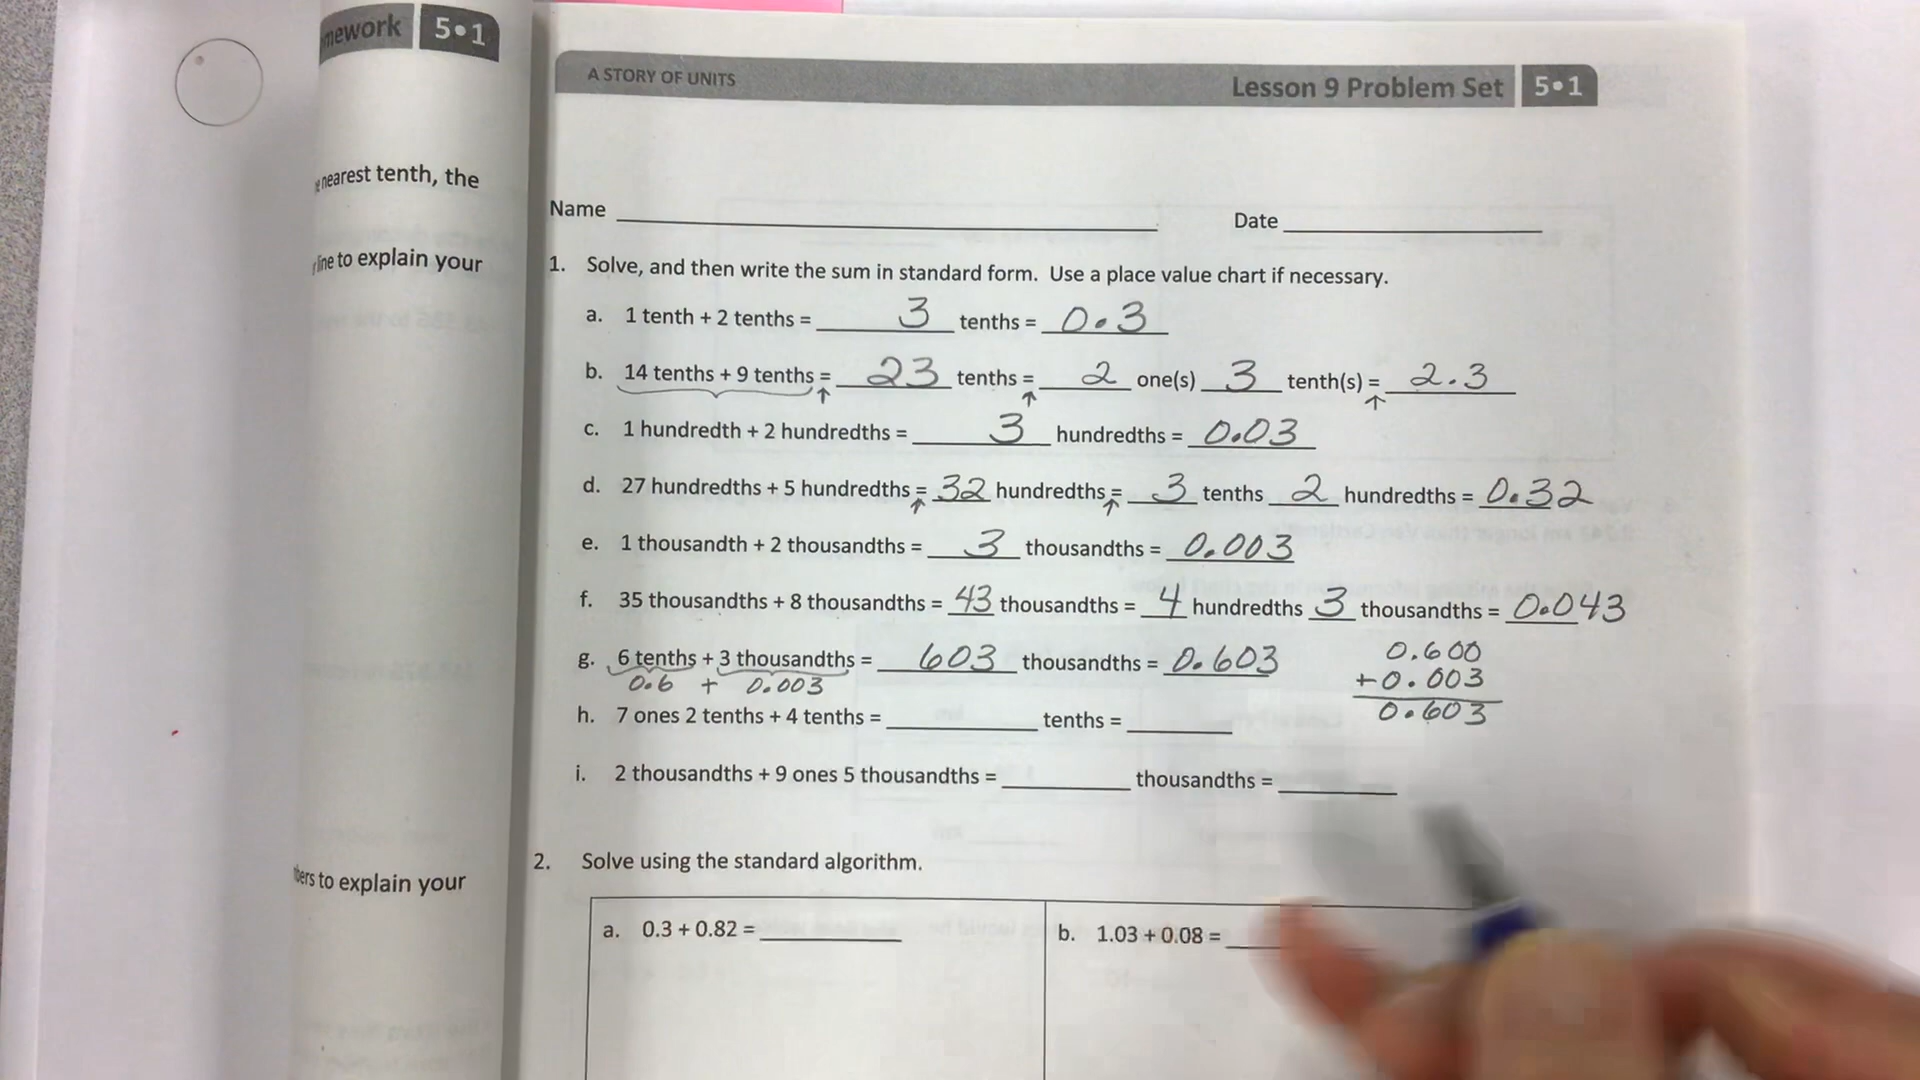 mework 5•1
nearest tenth, the
line to explain your
to explain your
A STORY OF UNITS Lesson 9 Problem Set 5•1
Name Date
1. Solve, and then write the sum in standard form. Use a place value chart if necessary.
a. 1 tenth + 2 tenths = 3 tenths = 0.3
b. 14 tenths + 9 tenths = 23 tenths = 2 one(s) 3 tenth(s) = 2.3
c. 1 hundredth + 2 hundredths = 3 hundredths = 0.03
d. 27 hundredths + 5 hundredths = 32 hundredths = 3 tenths 2 hundredths = 0.32
e. 1 thousandth + 2 thousandths = 3 thousandths = 0.003
f. 35 thousandths + 8 thousandths = 43 thousandths = 4 hundredths 3 thousandths = 0.043
g. 6 tenths + 3 thousandths = 603 thousandths = 0.603
0.6 + 0.003
0.600
+0.003
0.603
h. 7 ones 2 tenths + 4 tenths = tenths =
i. 2 thousandths + 9 ones 5 thousandths = thousandths =
2. Solve using the standard algorithm.
a. 0.3 + 0.82 =
b. 1.03 + 0.08 =